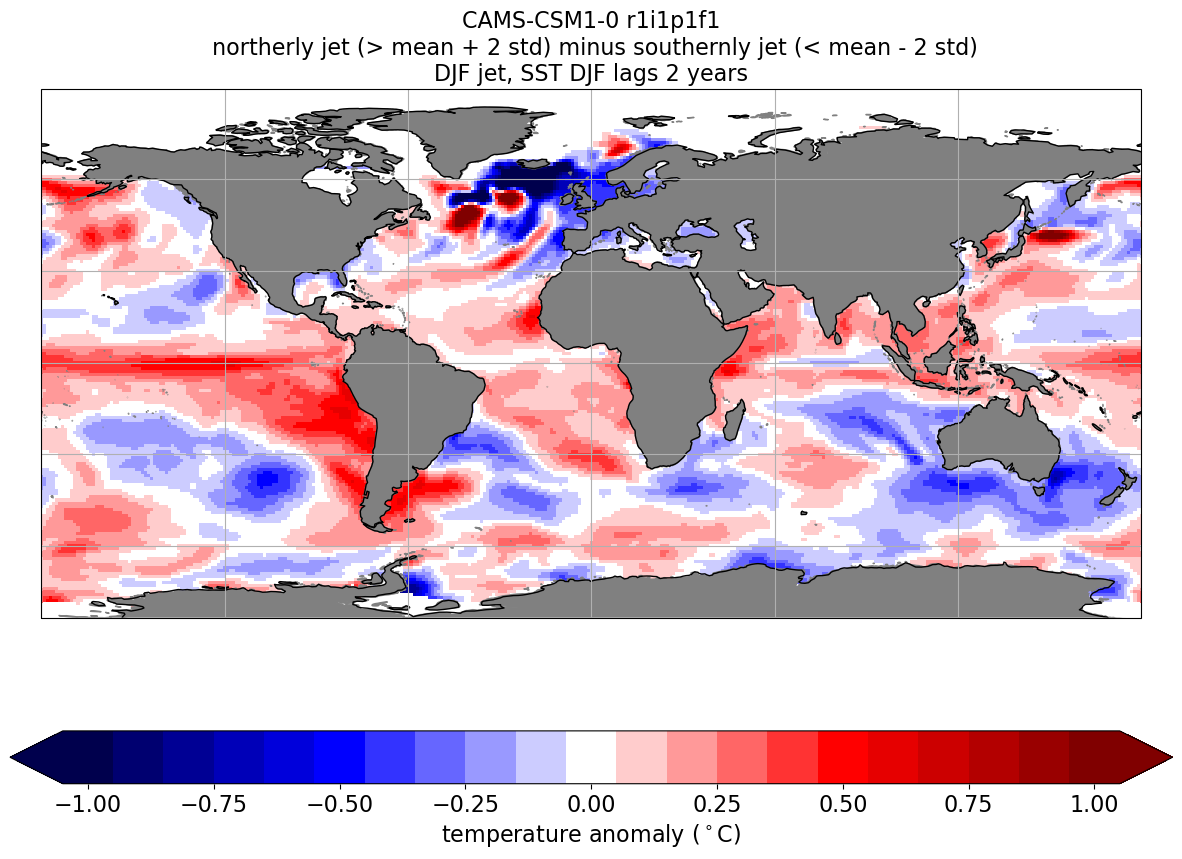 CAMS-CSM1-0 r1i1p1f1
northerly jet (> mean + 2 std) minus southernly jet (< mean - 2 std)
DJF jet, SST DJF lags 2 years
−1.00 −0.75 −0.50 −0.25 0.00 0.25 0.50 0.75 1.00
temperature anomaly (°C)